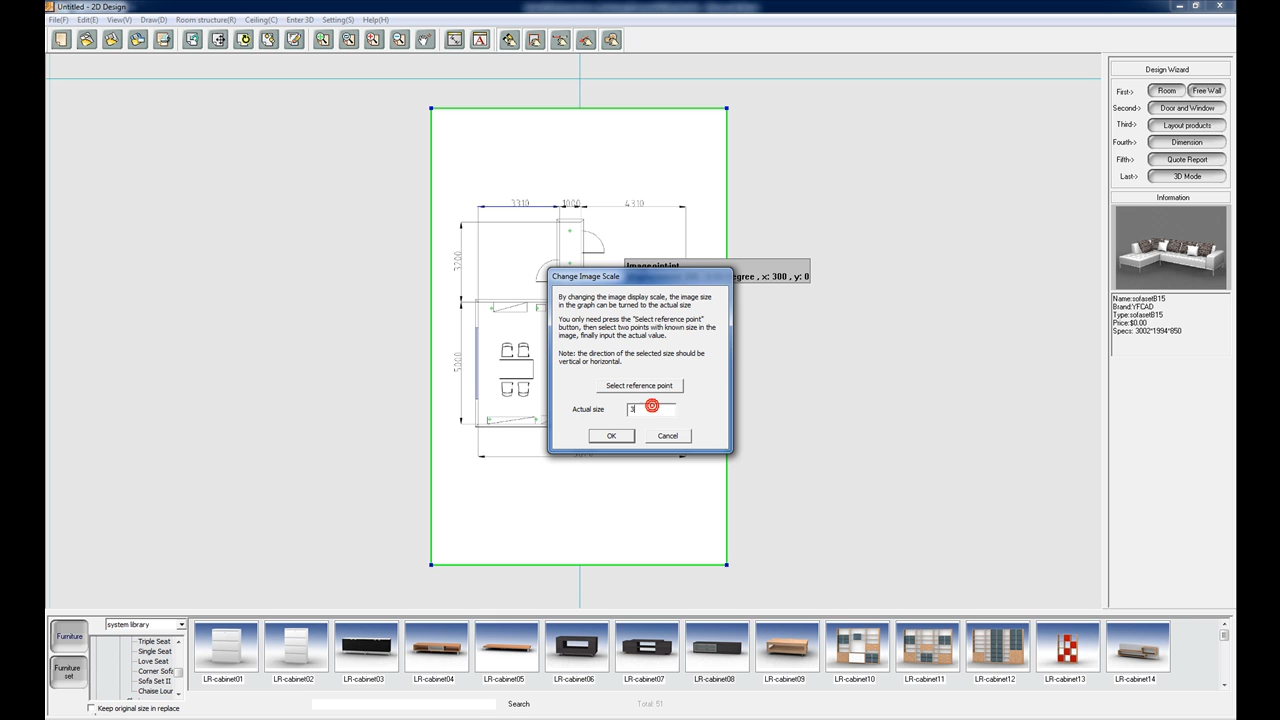 Untitled - 2D Design
File(F) Edit(E) View(V) Draw(D) Room structure(R) Ceiling(C) Enter 3D Setting(S) Help(H)
Design Wizard
First-> Room Free Wall
Second-> Door and Window
Third-> Layout products
Fourth-> Dimension
Fifth-> Quote Report
Last-> 3D Mode
Information
Name:sofasetB15
Brand:YFCAD
Type:sofasetB15
Price:$0.00
Specs: 3002*1994*850
3310 1000 4310
3200
5000
egree , x: 300 , y: 0
Change Image Scale
By changing the image display scale, the image size
in the graph can be turned to the actual size
You only need press the "Select reference point"
button, then select two points with known size in the
image, finally input the actual value.
Note: the direction of the selected size should be
vertical or horizontal.
Select reference point
Actual size 3
OK Cancel
Furniture
Furniture
set
system library
Triple Seat
Single Seat
Love Seat
Corner Sofa
Sofa Set II
Chaise Lour
LR-cabinet01 LR-cabinet02 LR-cabinet03 LR-cabinet04 LR-cabinet05 LR-cabinet06 LR-cabinet07 LR-cabinet08 LR-cabinet09 LR-cabinet10 LR-cabinet11 LR-cabinet12 LR-cabinet13 LR-cabinet14
Keep original size in replace
Search
Total: 51